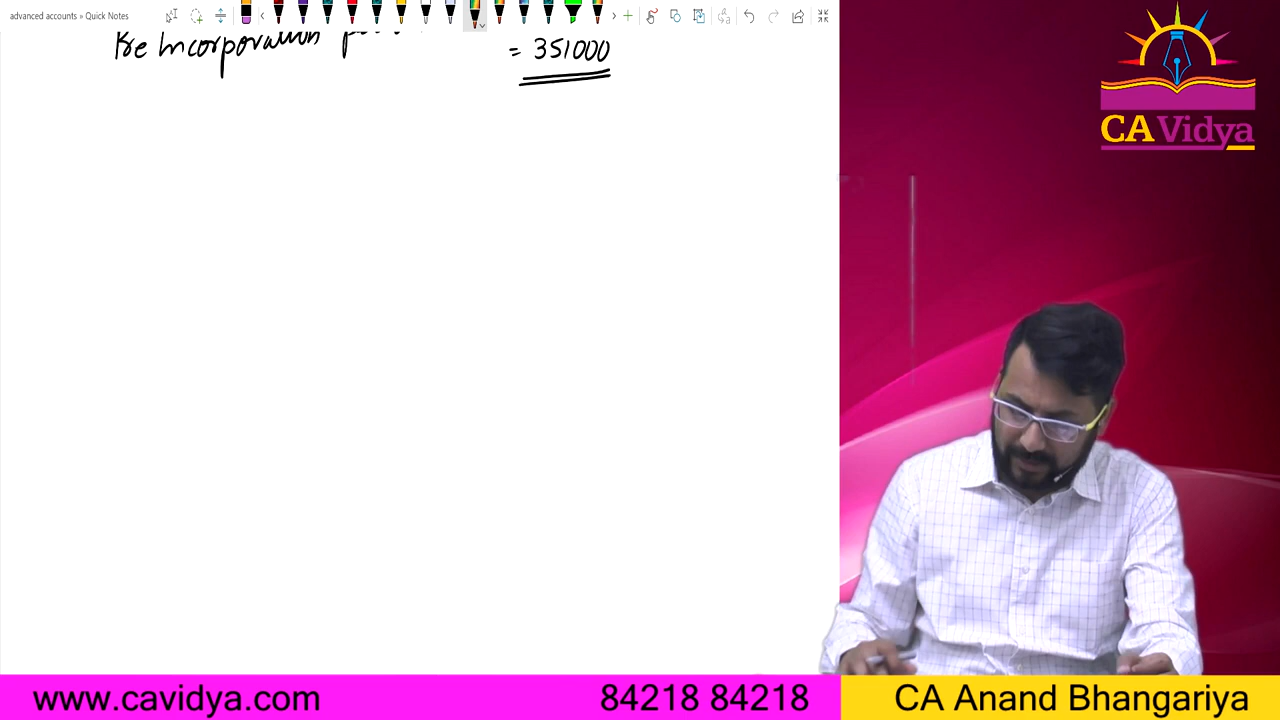 advanced accounts » Quick Notes
Pre Incorporation
= 351000
CA Vidya
www.cavidya.com
84218 84218
CA Anand Bhangariya